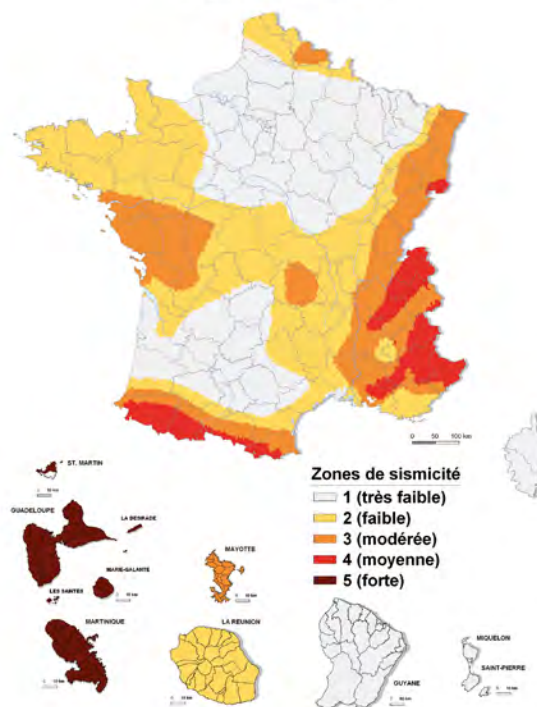 0 50 100 km
ST. MARTIN
GUADELOUPE
LA DESIRADE
MARIE-GALANTE
LES SAINTES
MARTINIQUE
MAYOTTE
LA REUNION
Zones de sismicité
1 (très faible)
2 (faible)
3 (modérée)
4 (moyenne)
5 (forte)
GUYANE
MIQUELON
SAINT-PIERRE